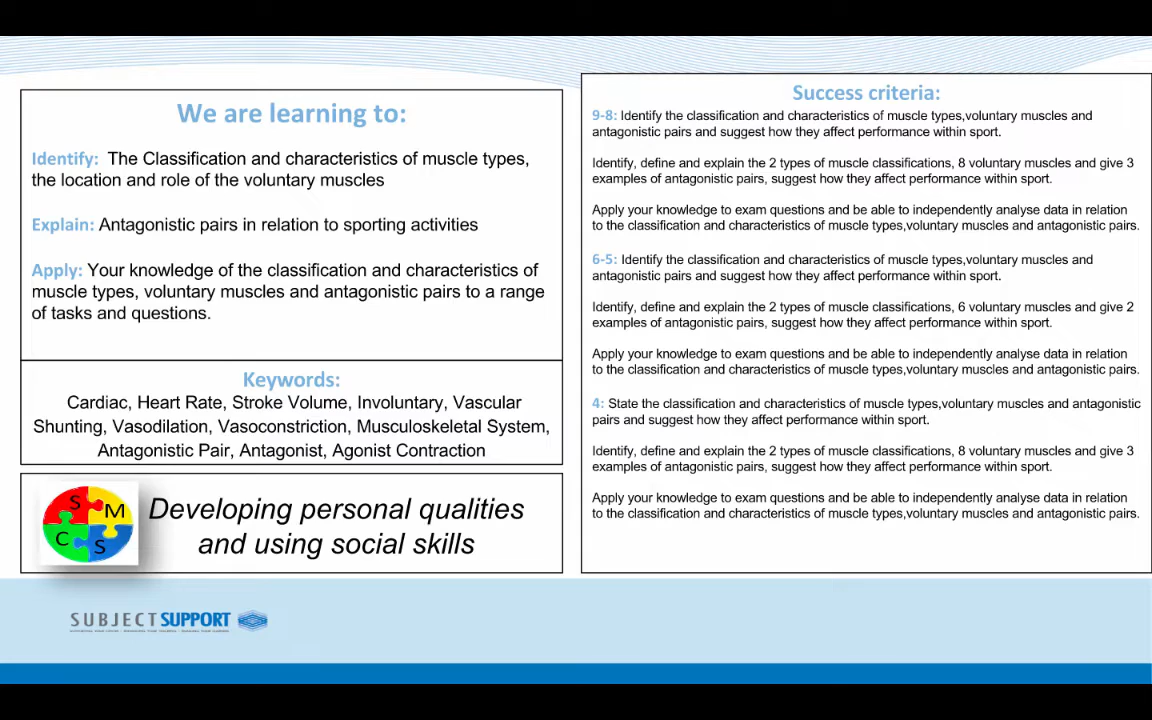 We are learning to:
Identify: The Classification and characteristics of muscle types,
the location and role of the voluntary muscles
Explain: Antagonistic pairs in relation to sporting activities
Apply: Your knowledge of the classification and characteristics of
muscle types, voluntary muscles and antagonistic pairs to a range
of tasks and questions.
Keywords:
Cardiac, Heart Rate, Stroke Volume, Involuntary, Vascular
Shunting, Vasodilation, Vasoconstriction, Musculoskeletal System,
Antagonistic Pair, Antagonist, Agonist Contraction
S M
C S
Developing personal qualities
and using social skills
SUBJECTSUPPORT
Success criteria:
9-8: Identify the classification and characteristics of muscle types,voluntary muscles and
antagonistic pairs and suggest how they affect performance within sport.
Identify, define and explain the 2 types of muscle classifications, 8 voluntary muscles and give 3
examples of antagonistic pairs, suggest how they affect performance within sport.
Apply your knowledge to exam questions and be able to independently analyse data in relation
to the classification and characteristics of muscle types,voluntary muscles and antagonistic pairs.
6-5: Identify the classification and characteristics of muscle types,voluntary muscles and
antagonistic pairs and suggest how they affect performance within sport.
Identify, define and explain the 2 types of muscle classifications, 6 voluntary muscles and give 2
examples of antagonistic pairs, suggest how they affect performance within sport.
Apply your knowledge to exam questions and be able to independently analyse data in relation
to the classification and characteristics of muscle types,voluntary muscles and antagonistic pairs.
4: State the classification and characteristics of muscle types,voluntary muscles and antagonistic
pairs and suggest how they affect performance within sport.
Identify, define and explain the 2 types of muscle classifications, 8 voluntary muscles and give 3
examples of antagonistic pairs, suggest how they affect performance within sport.
Apply your knowledge to exam questions and be able to independently analyse data in relation
to the classification and characteristics of muscle types,voluntary muscles and antagonistic pairs.